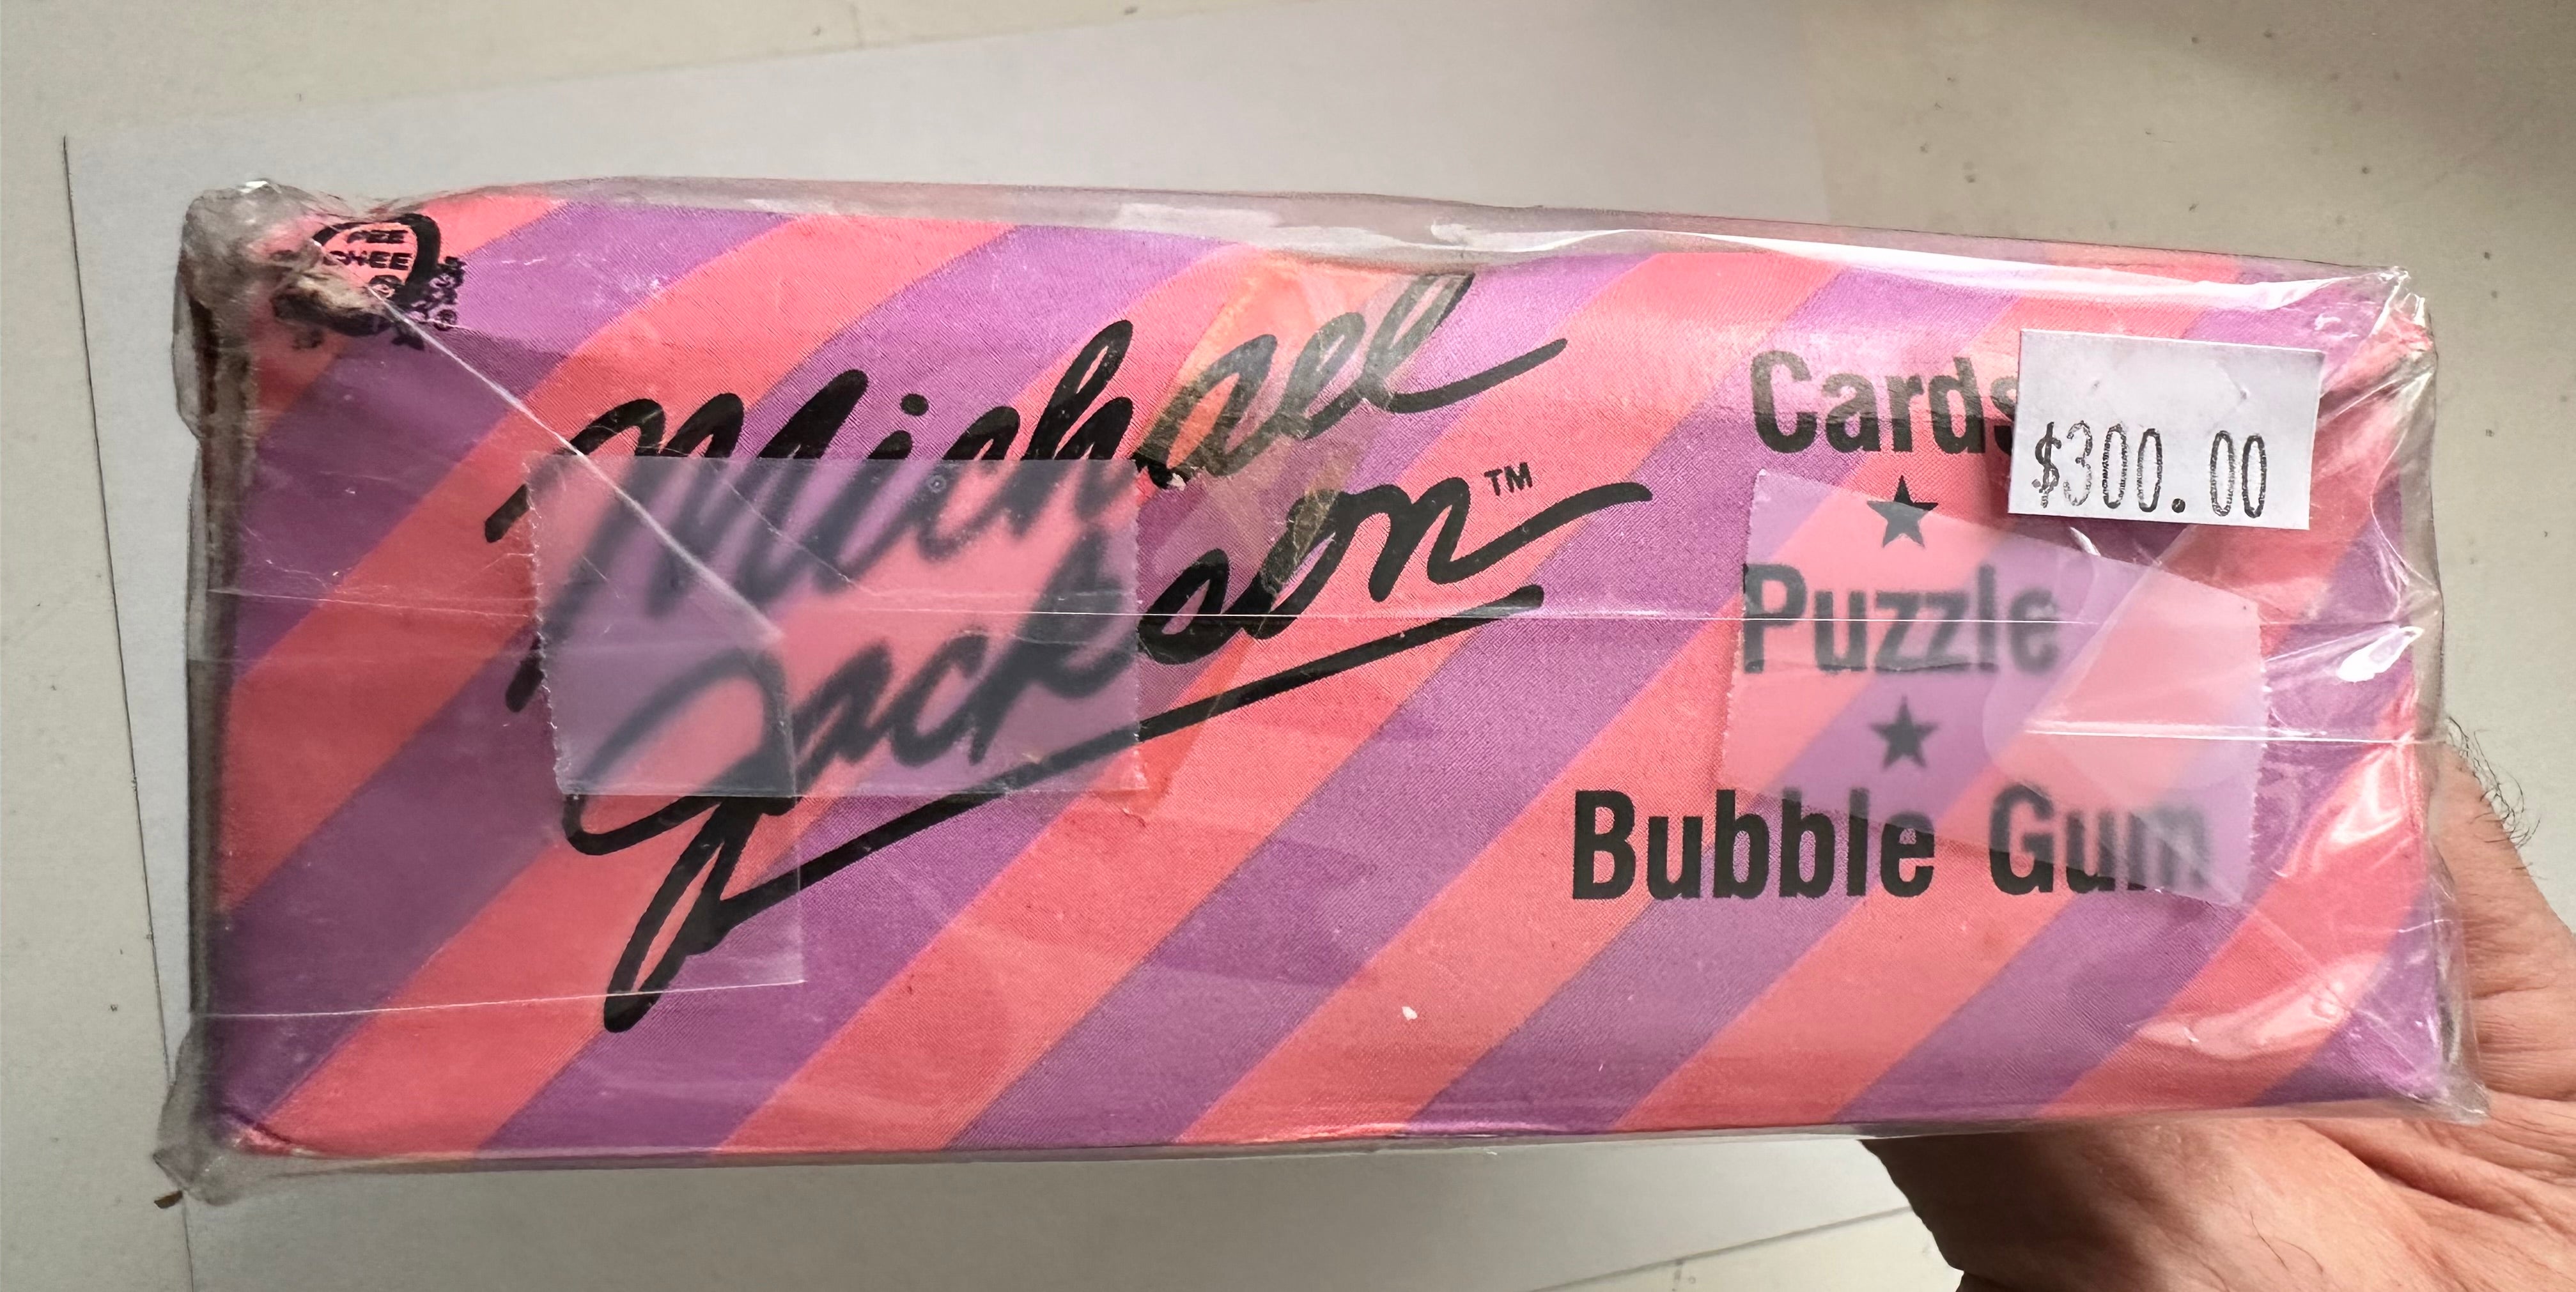 Michael
Jackson™
Cards
$300.00
★
Puzzle
★
Bubble Gum